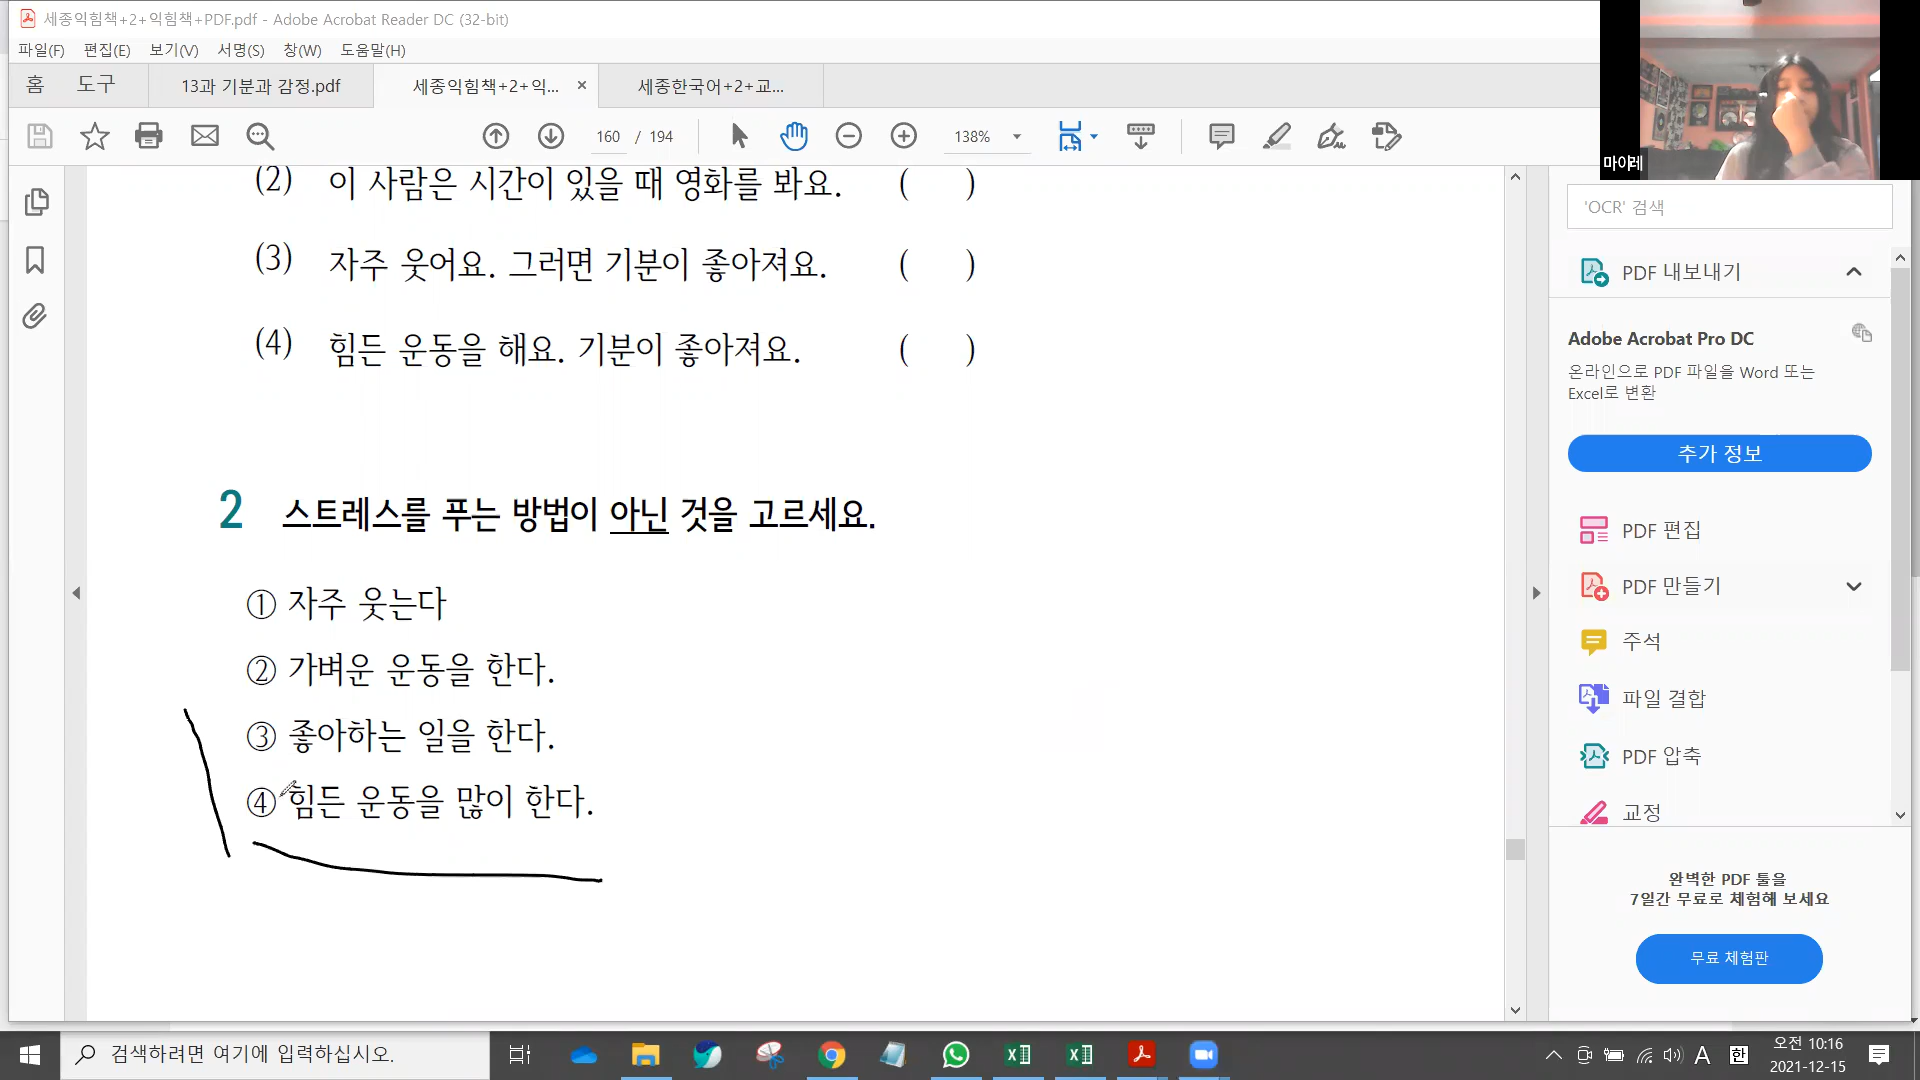 세종익힘책+2+익힘책+PDF.pdf - Adobe Acrobat Reader DC (32-bit)
파일(F) 편집(E) 보기(V) 서명(S) 창(W) 도움말(H)
홈 도구 13과 기분과 감정.pdf 세종익힘책+2+익... × 세종한국어+2+교...
160 / 194 138%
마야레
(2) 이 사람은 시간이 있을 때 영화를 봐요. ( )
(3) 자주 웃어요. 그러면 기분이 좋아져요. ( )
(4) 힘든 운동을 해요. 기분이 좋아져요. ( )
2 스트레스를 푸는 방법이 아닌 것을 고르세요.
① 자주 웃는다
② 가벼운 운동을 한다.
③ 좋아하는 일을 한다.
④ 힘든 운동을 많이 한다.
'OCR' 검색
PDF 내보내기
Adobe Acrobat Pro DC
온라인으로 PDF 파일을 Word 또는
Excel로 변환
추가 정보
PDF 편집
PDF 만들기
주석
파일 결합
PDF 압축
교정
완벽한 PDF 툴을
7일간 무료로 체험해 보세요
무료 체험판
검색하려면 여기에 입력하십시오.
A 한
오전 10:16
2021-12-15